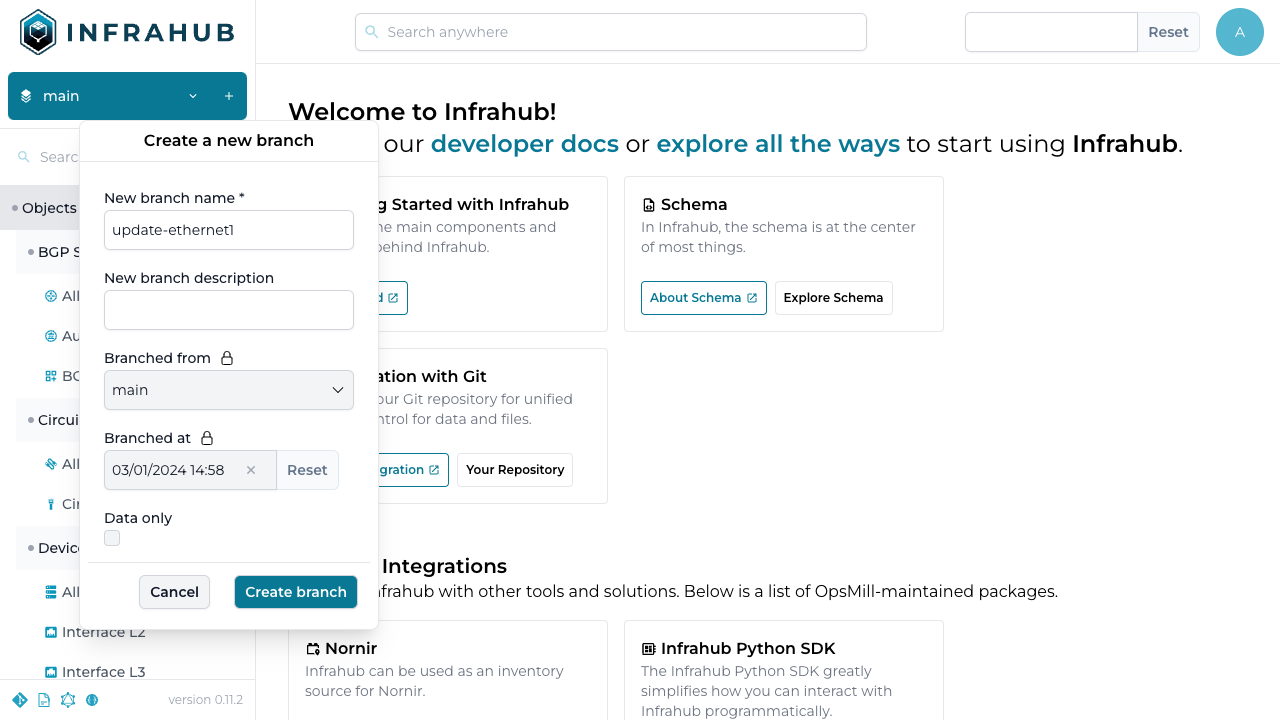 INFRAHUB
Search anywhere
Reset
A
main
Create a new branch
New branch name *
update-ethernet1
New branch description
Branched from
main
Branched at
03/01/2024 14:58
Reset
Data only
Cancel
Create branch
Searc
Objects
BGP S
All
Au
BG
Circui
All
Cir
Device
All
Interface L2
Interface L3
version 0.11.2
Welcome to Infrahub!
our developer docs or explore all the ways to start using Infrahub.
g Started with Infrahub
he main components and
behind Infrahub.
d
Schema
In Infrahub, the schema is at the center
of most things.
About Schema
Explore Schema
ation with Git
our Git repository for unified
ntrol for data and files.
gration
Your Repository
Integrations
nfrahub with other tools and solutions. Below is a list of OpsMill-maintained packages.
Nornir
Infrahub can be used as an inventory
source for Nornir.
Infrahub Python SDK
The Infrahub Python SDK greatly
simplifies how you can interact with
Infrahub programmatically.